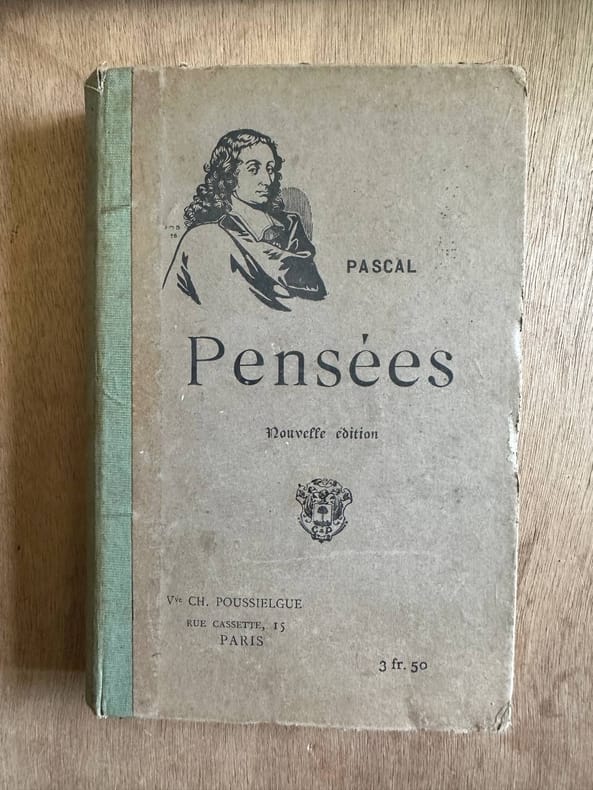 PASCAL
Pensées
Nouvelle édition
Vve CH. POUSSIELGUE
RUE CASSETTE, 15
PARIS
3 fr. 50